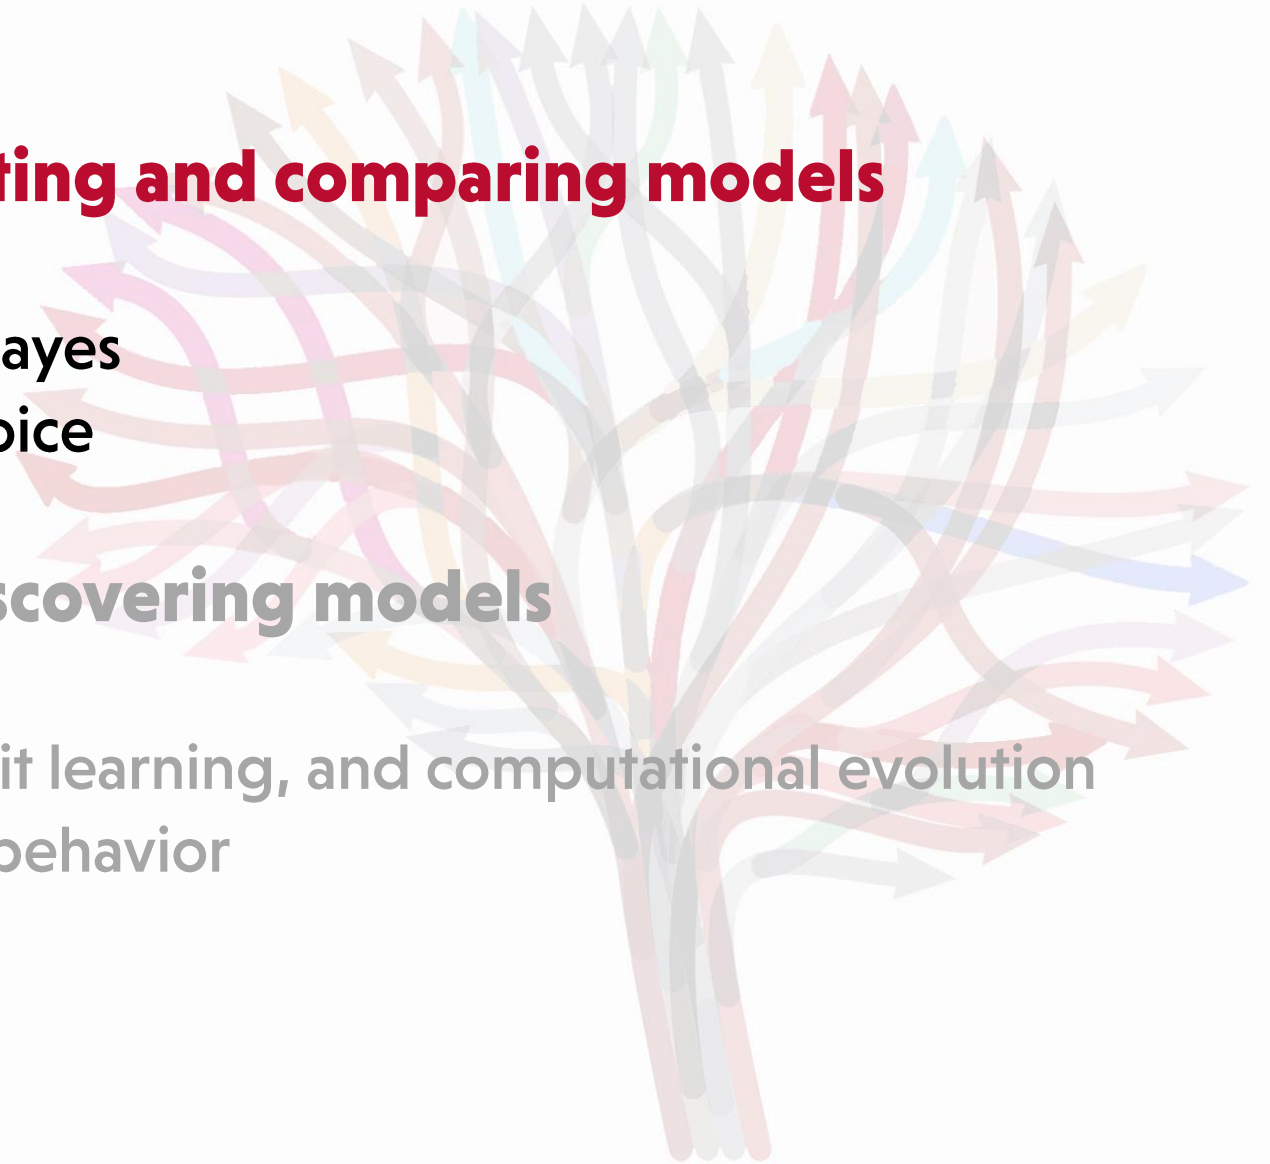 ting and comparing models
ayes
oice
scovering models
it learning, and computational evolution
behavior